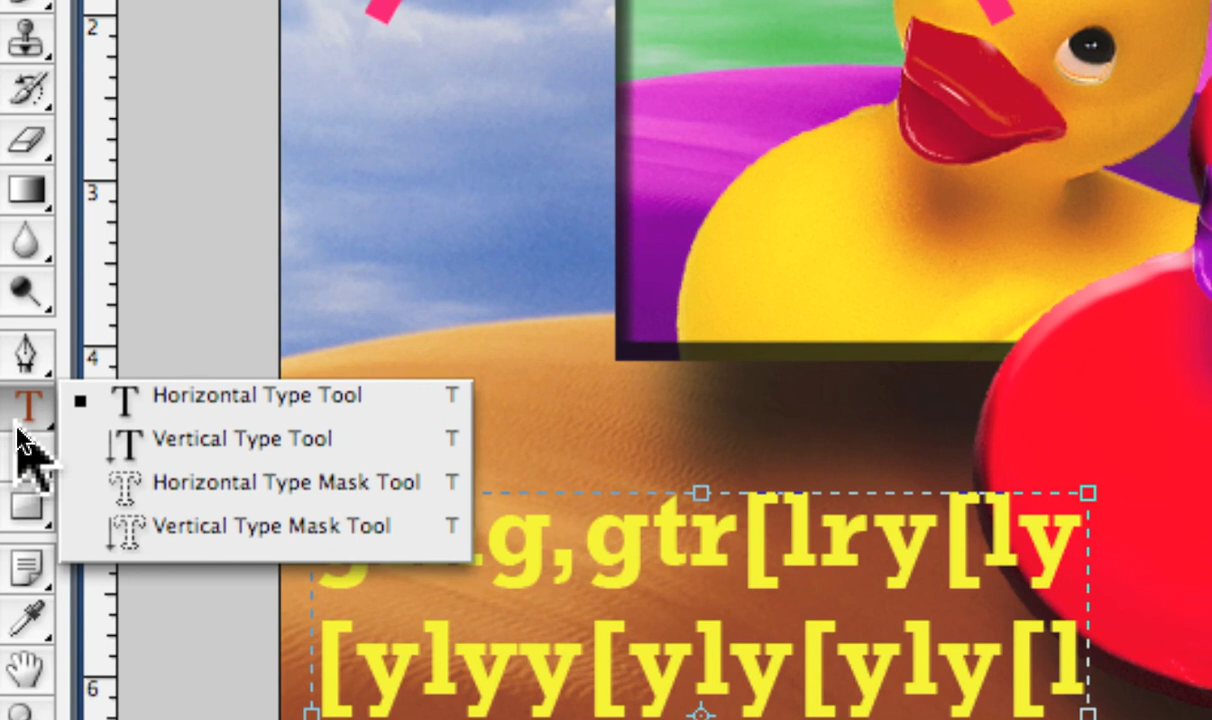 2
3
4
6
T
Horizontal Type Tool T
Vertical Type Tool T
Horizontal Type Mask Tool T
Vertical Type Mask Tool T
g,gtr[lry[ly
[ylyy[yly[yly[l